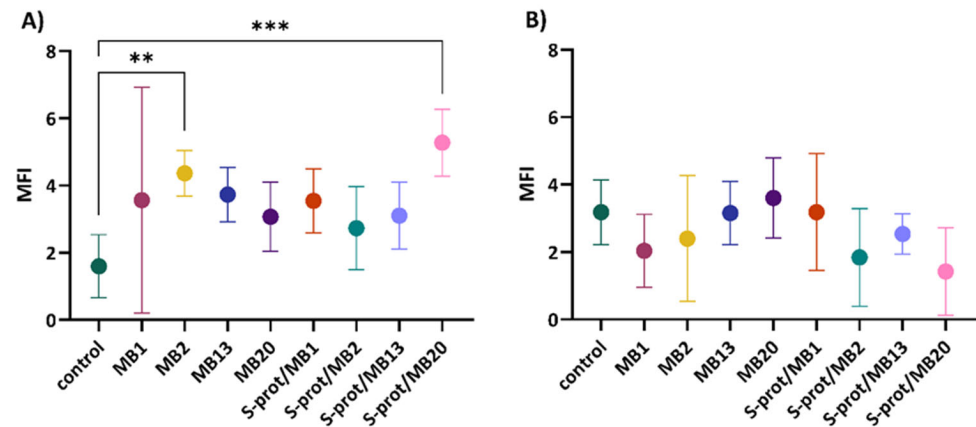 A)
***
**
MFI
8
6
4
2
0
control
MB1
MB2
MB13
MB20
S-prot/MB1
S-prot/MB2
S-prot/MB13
S-prot/MB20
B)
MFI
8
6
4
2
0
control
MB1
MB2
MB13
MB20
S-prot/MB1
S-prot/MB2
S-prot/MB13
S-prot/MB20